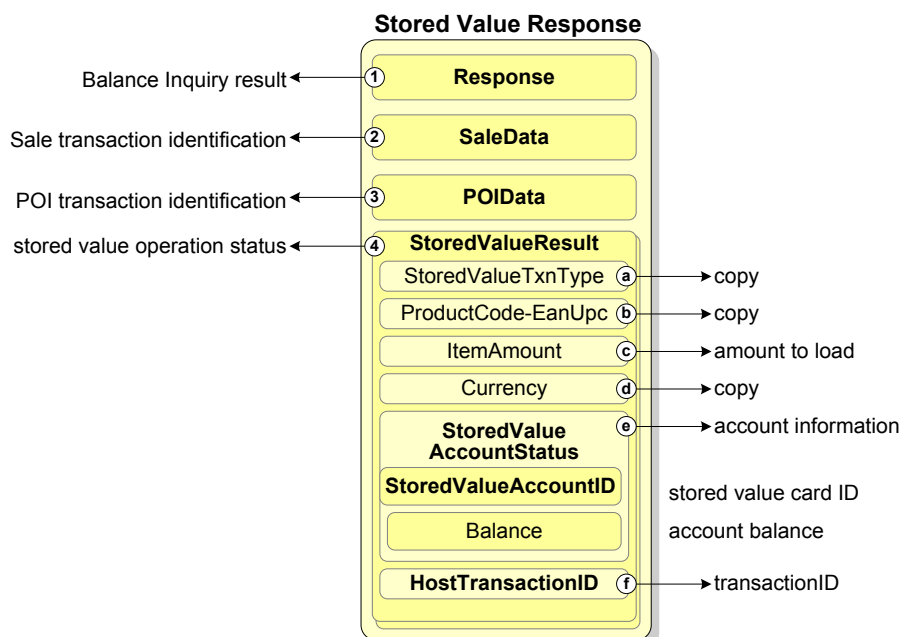 Stored Value Response
Balance Inquiry result 1 Response
Sale transaction identification 2 SaleData
POI transaction identification 3 POIData
stored value operation status 4 StoredValueResult
StoredValueTxnType a copy
ProductCode-EanUpc b copy
ItemAmount c amount to load
Currency d copy
StoredValue e account information
AccountStatus
StoredValueAccountID stored value card ID
Balance account balance
HostTransactionID f transactionID